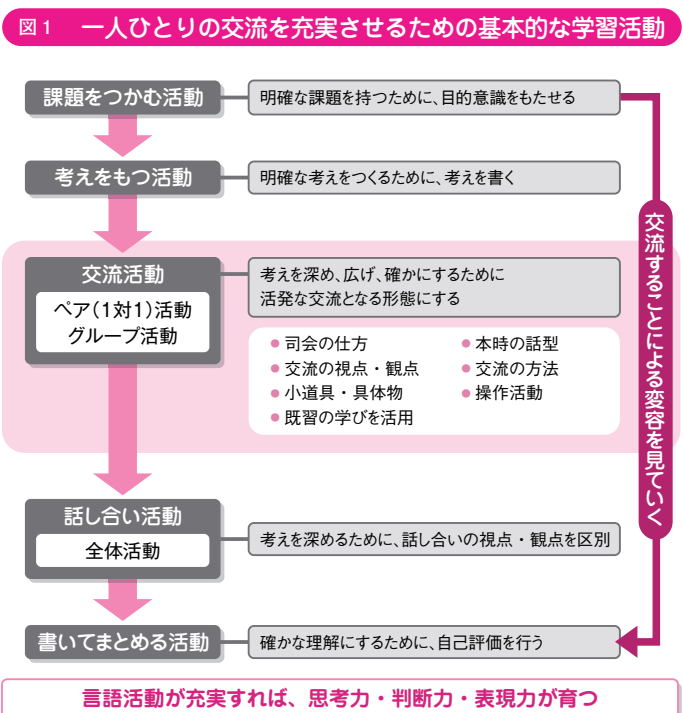 図1 一人ひとりの交流を充実させるための基本的な学習活動
課題をつかむ活動
明確な課題を持つために、目的意識をもたせる
考えをもつ活動
明確な考えをつくるために、考えを書く
交流活動
ペア(1対1)活動
グループ活動
考えを深め、広げ、確かにするために
活発な交流となる形態にする
● 司会の仕方
● 交流の視点・観点
● 小道具・具体物
● 既習の学びを活用
● 本時の話型
● 交流の方法
● 操作活動
話し合い活動
全体活動
考えを深めるために、話し合いの視点・観点を区別
書いてまとめる活動
確かな理解にするために、自己評価を行う
交流することによる変容を見ていく
言語活動が充実すれば、思考力・判断力・表現力が育つ